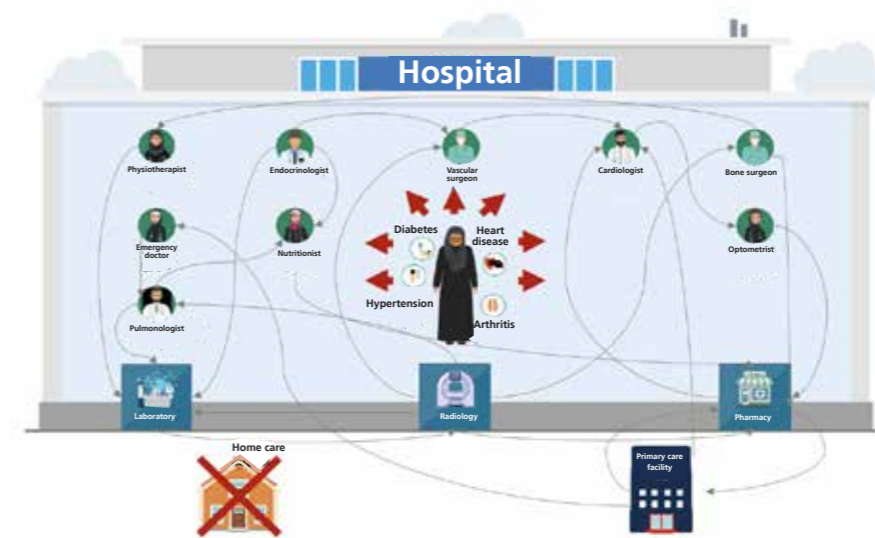 Hospital
Physiotherapist
Endocrinologist
Vascular
surgeon
Cardiologist
Bone surgeon
Emergency
doctor
Nutritionist
Diabetes
Heart
disease
Optometrist
Hypertension
Arthritis
Pulmonologist
Laboratory
Radiology
Pharmacy
Home care
Primary care
facility